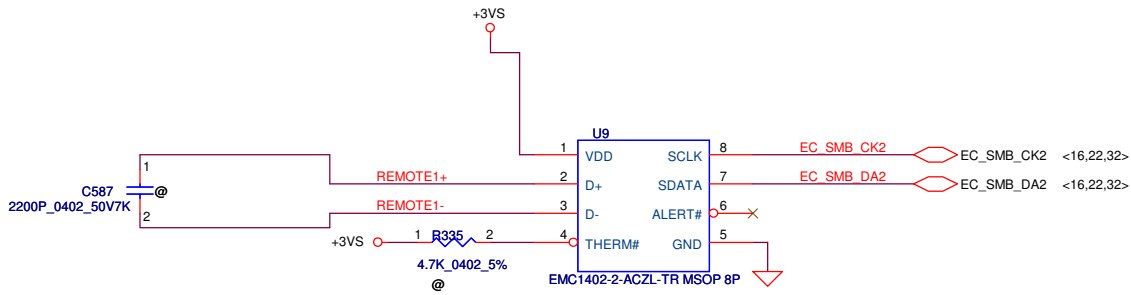 +3VS
U9
1 VDD SCLK 8 EC_SMB_CK2 EC_SMB_CK2 <16,22,32>
1
C587 @
2200P_0402_50V7K
2
REMOTE1+ 2 D+ SDATA 7 EC_SMB_DA2 EC_SMB_DA2 <16,22,32>
REMOTE1- 3 D- ALERT# 6
+3VS 1 R335 2 4 THERM# GND 5
4.7K_0402_5%
@
EMC1402-2-ACZL-TR MSOP 8P